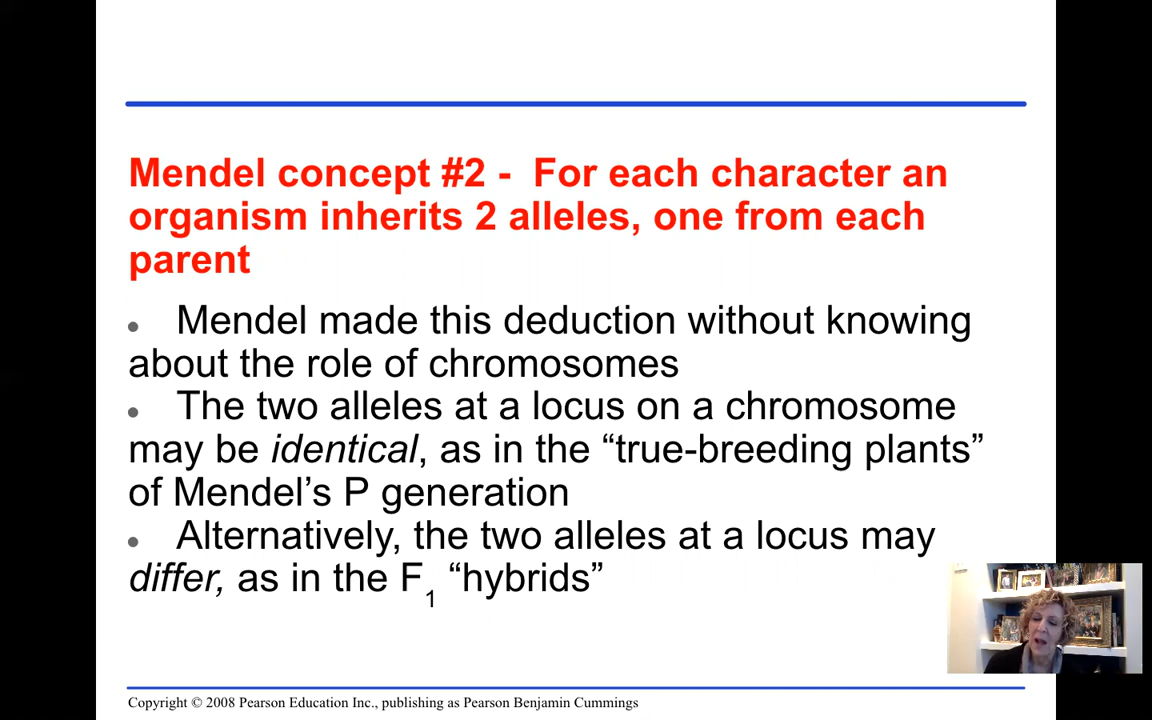 Mendel concept #2 - For each character an
organism inherits 2 alleles, one from each
parent
• Mendel made this deduction without knowing
about the role of chromosomes
• The two alleles at a locus on a chromosome
may be identical, as in the “true-breeding plants”
of Mendel’s P generation
• Alternatively, the two alleles at a locus may
differ, as in the F1 “hybrids”
Copyright © 2008 Pearson Education Inc., publishing as Pearson Benjamin Cummings